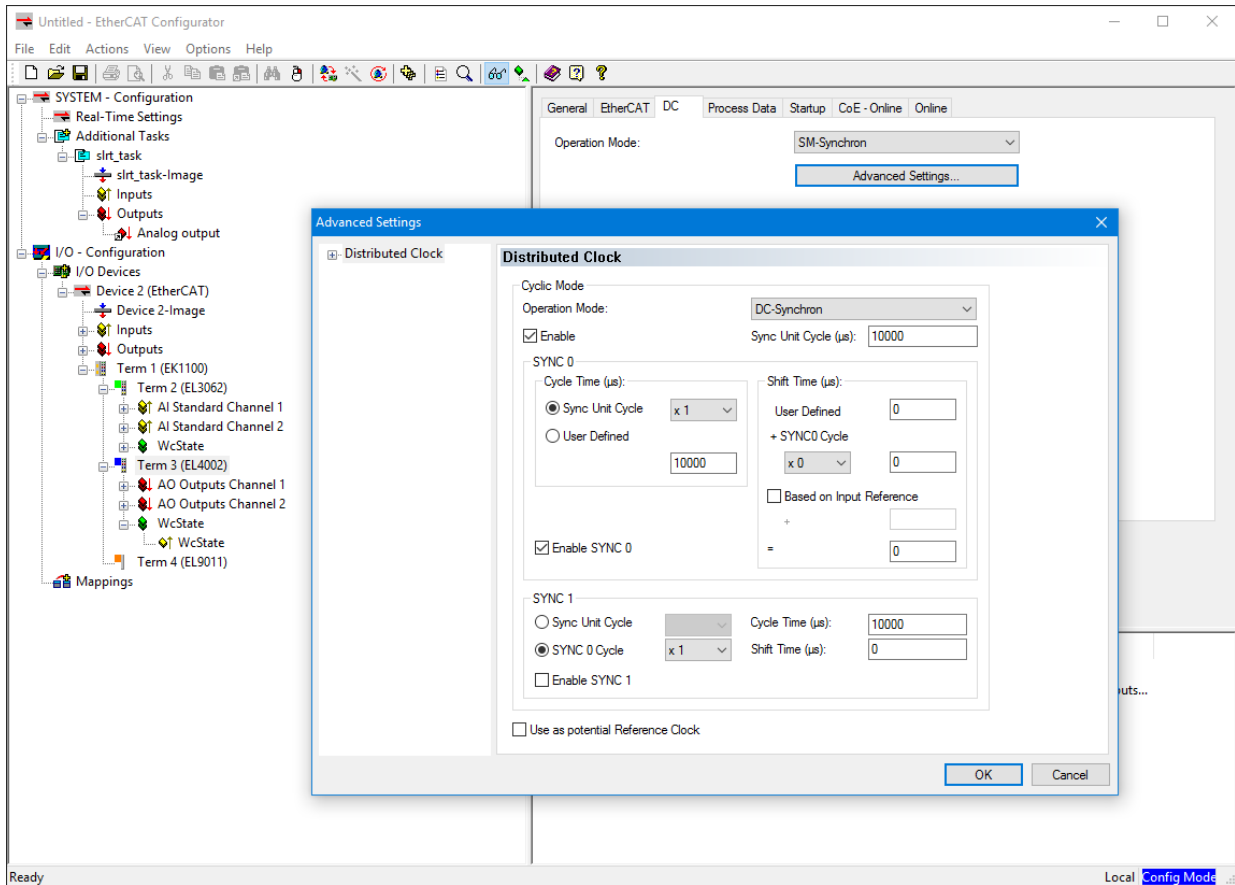 Untitled - EtherCAT Configurator
File Edit Actions View Options Help
SYSTEM - Configuration
Real-Time Settings
Additional Tasks
slrt_task
slrt_task-Image
Inputs
Outputs
Analog output
I/O - Configuration
I/O Devices
Device 2 (EtherCAT)
Device 2-Image
Inputs
Outputs
Term 1 (EK1100)
Term 2 (EL3062)
AI Standard Channel 1
AI Standard Channel 2
WcState
Term 3 (EL4002)
AO Outputs Channel 1
AO Outputs Channel 2
WcState
WcState
Term 4 (EL9011)
Mappings
General EtherCAT DC Process Data Startup CoE - Online Online
Operation Mode: SM-Synchron
Advanced Settings...
Advanced Settings
Distributed Clock
Distributed Clock
Cyclic Mode
Operation Mode: DC-Synchron
Enable Sync Unit Cycle (µs): 10000
SYNC 0
Cycle Time (µs):
Sync Unit Cycle x 1
User Defined
10000
Enable SYNC 0
Shift Time (µs):
User Defined 0
+ SYNC0 Cycle
x 0 0
Based on Input Reference
+
= 0
SYNC 1
Sync Unit Cycle Cycle Time (µs): 10000
SYNC 0 Cycle x 1 Shift Time (µs): 0
Enable SYNC 1
Use as potential Reference Clock
OK Cancel
Ready Local Config Mode